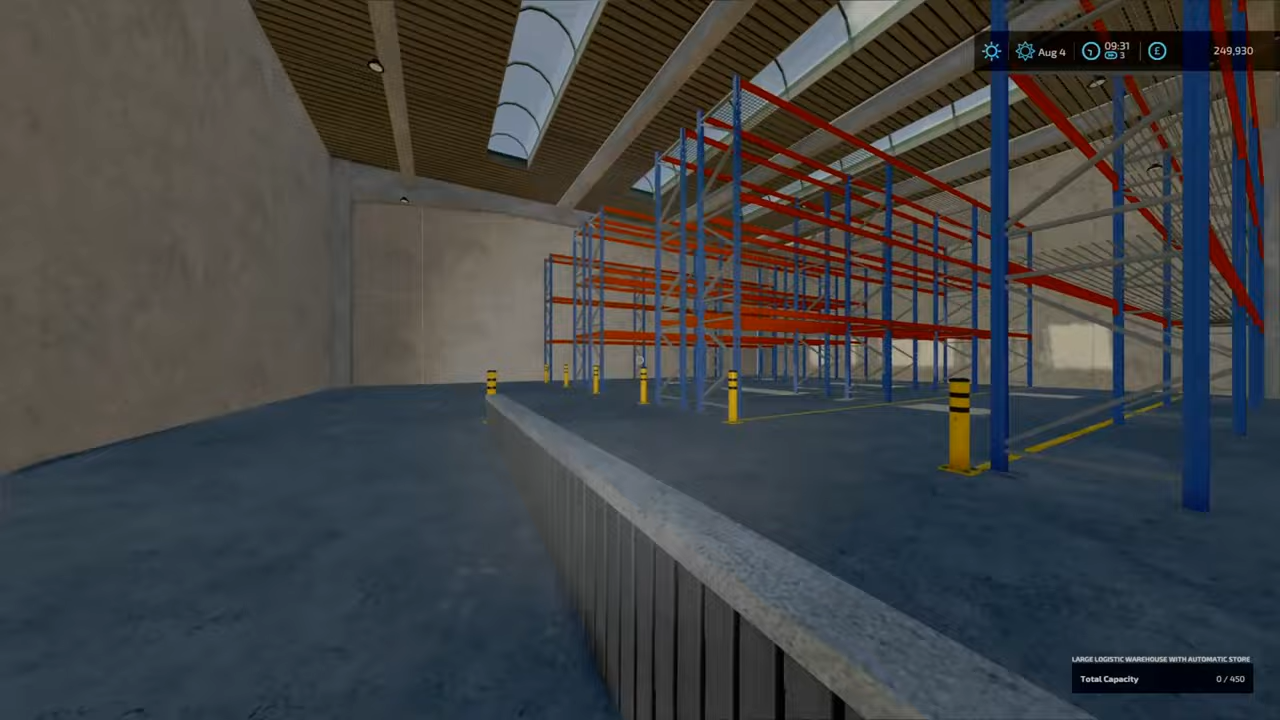 Aug 4
09:31
3
£
249,930
LARGE LOGISTIC WAREHOUSE WITH AUTOMATIC STORE
Total Capacity 0 / 450